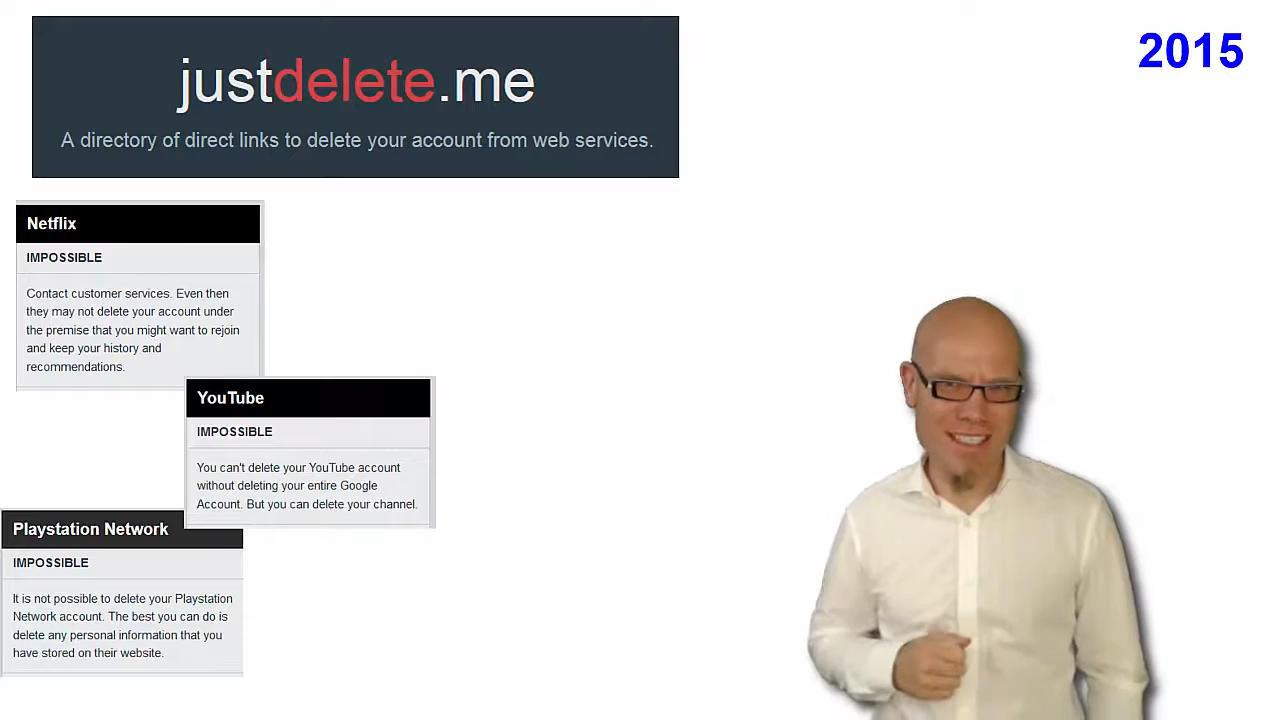 justdelete.me
A directory of direct links to delete your account from web services.
2015
Netflix
IMPOSSIBLE
Contact customer services. Even then
they may not delete your account under
the premise that you might want to rejoin
and keep your history and
recommendations.
YouTube
IMPOSSIBLE
You can't delete your YouTube account
without deleting your entire Google
Account. But you can delete your channel.
Playstation Network
IMPOSSIBLE
It is not possible to delete your Playstation
Network account. The best you can do is
delete any personal information that you
have stored on their website.